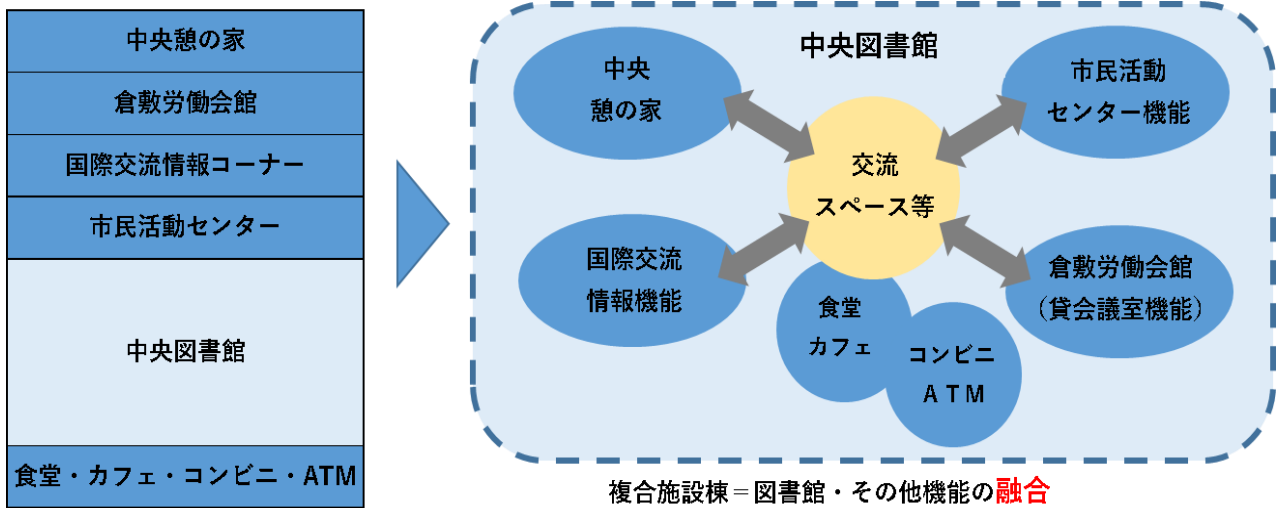 中央憩の家
倉敷労働会館
国際交流情報コーナー
市民活動センター
中央図書館
食堂・カフェ・コンビニ・ATM
中央図書館
中央
憩の家
市民活動
センター機能
交流
スペース等
国際交流
情報機能
倉敷労働会館
（貸会議室機能）
食堂
カフェ
コンビニ
ＡＴＭ
複合施設棟＝図書館・その他機能の融合